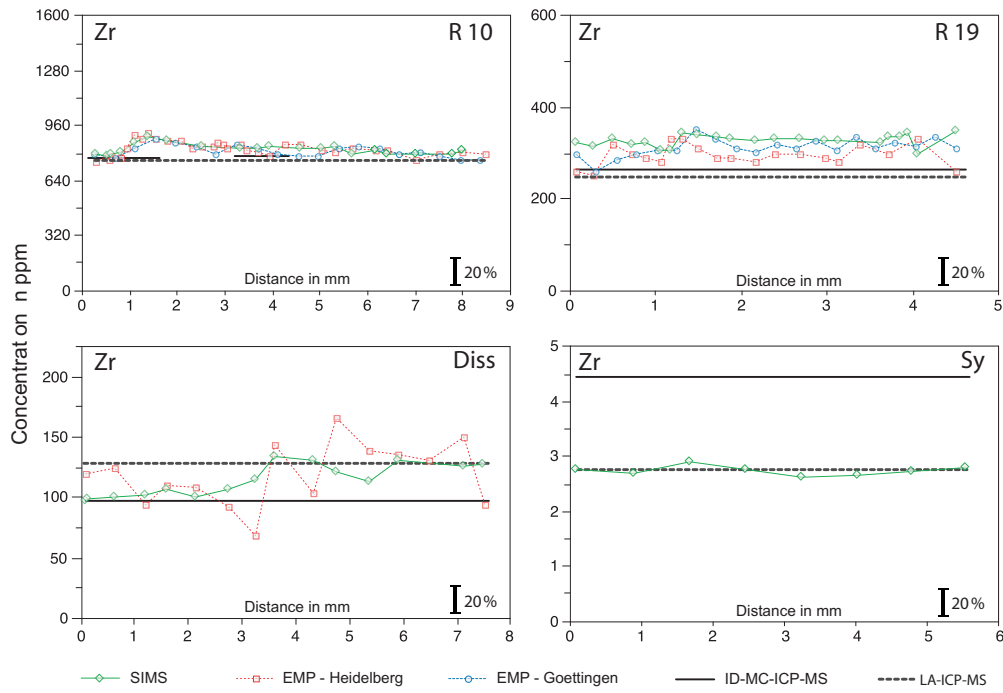 Concentrat on n ppm
Zr R 10
1600
1280
960
640
320
0
Distance in mm 20%
0 1 2 3 4 5 6 7 8 9
Zr R 19
600
400
200
0
Distance in mm 20%
0 1 2 3 4 5
Zr Diss
200
150
100
50
0
Distance in mm 20%
0 1 2 3 4 5 6 7 8
Zr Sy
5
4
5
3
2
1
0
Distance in mm 20%
0 1 2 3 4 5 6
SIMS EMP - Heidelberg EMP - Goettingen ID-MC-ICP-MS LA-ICP-MS